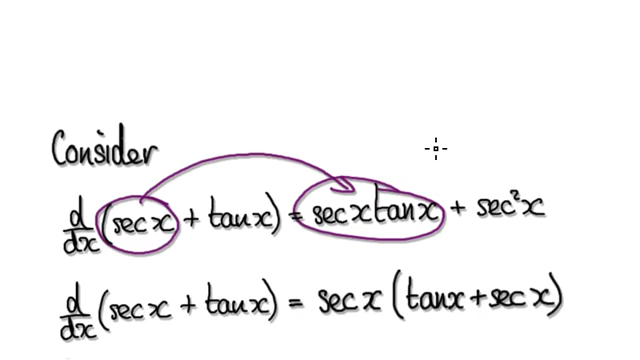 Consider
d/dx (sec x + tan x) = sec x tan x + sec²x
d/dx (sec x + tan x) = sec x (tan x + sec x)